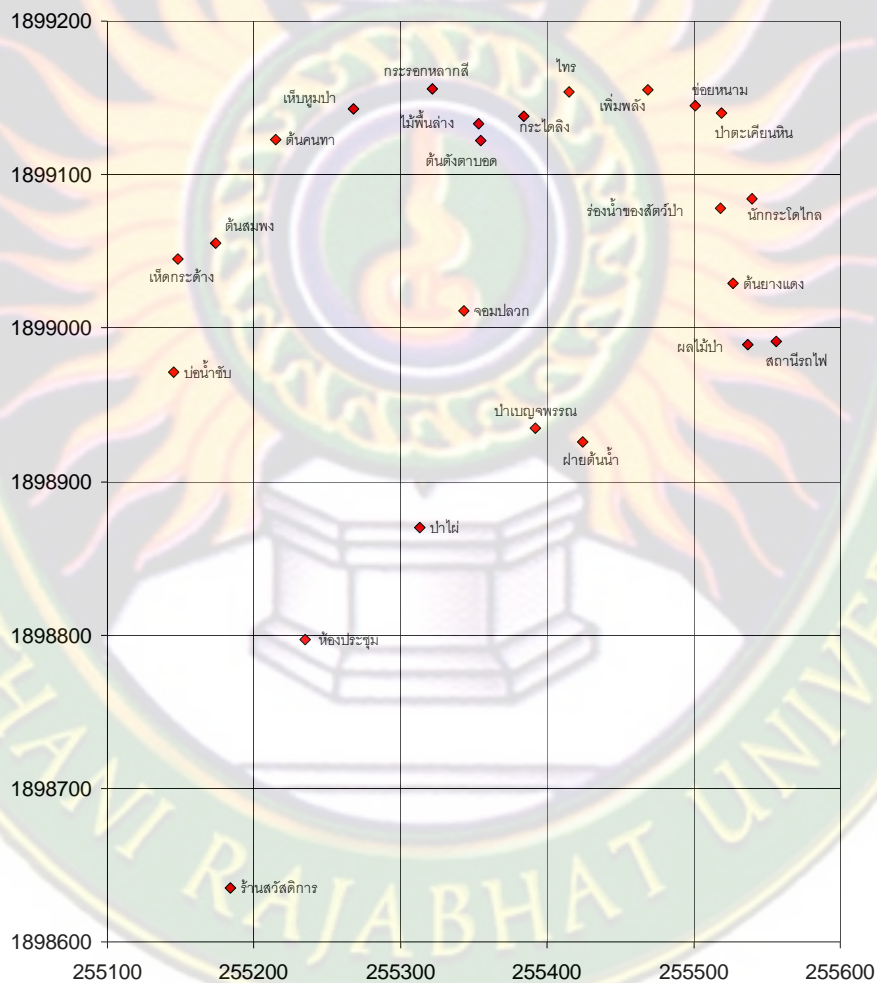 1899200
กระรอกหลากสี
ไทร
เห็บหูมป่า
เพิ่มพลัง
ข่อยหนาม
ไม้พื้นล่าง
กระไดลิง
ป่าตะเคียนหิน
ต้นคนทา
ต้นดังตาบอด
1899100
ร่องน้ำของสัตว์ป่า
นักกระโดไกล
ต้นสมพง
เห็ดกระด้าง
ต้นยางแดง
จอมปลวก
1899000
ผลไม้ป่า
สถานีรถไฟ
บ่อน้ำซับ
ป่าเบญจพรรณ
ฝายต้นน้ำ
1898900
ป่าไผ่
1898800
ห้องประชุม
1898700
ร้านสวัสดิการ
1898600
255100 255200 255300 255400 255500 255600
HANI RAJABHAT UNIVE